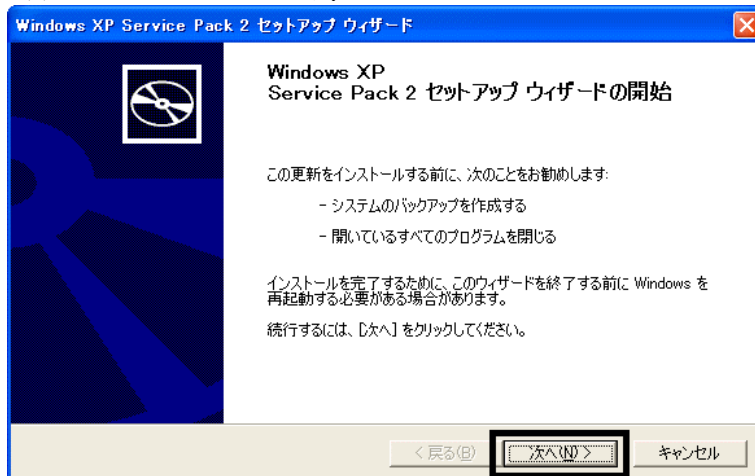 Windows XP Service Pack 2 セットアップ ウィザード
Windows XP
Service Pack 2 セットアップ ウィザードの開始
この更新をインストールする前に、次のことをお勧めします:
- システムのバックアップを作成する
- 開いているすべてのプログラムを閉じる
インストールを完了するために、このウィザードを終了する前に Windows を
再起動する必要がある場合があります。
続行するには、[次へ] をクリックしてください。
< 戻る(B) 次へ(N) > キャンセル